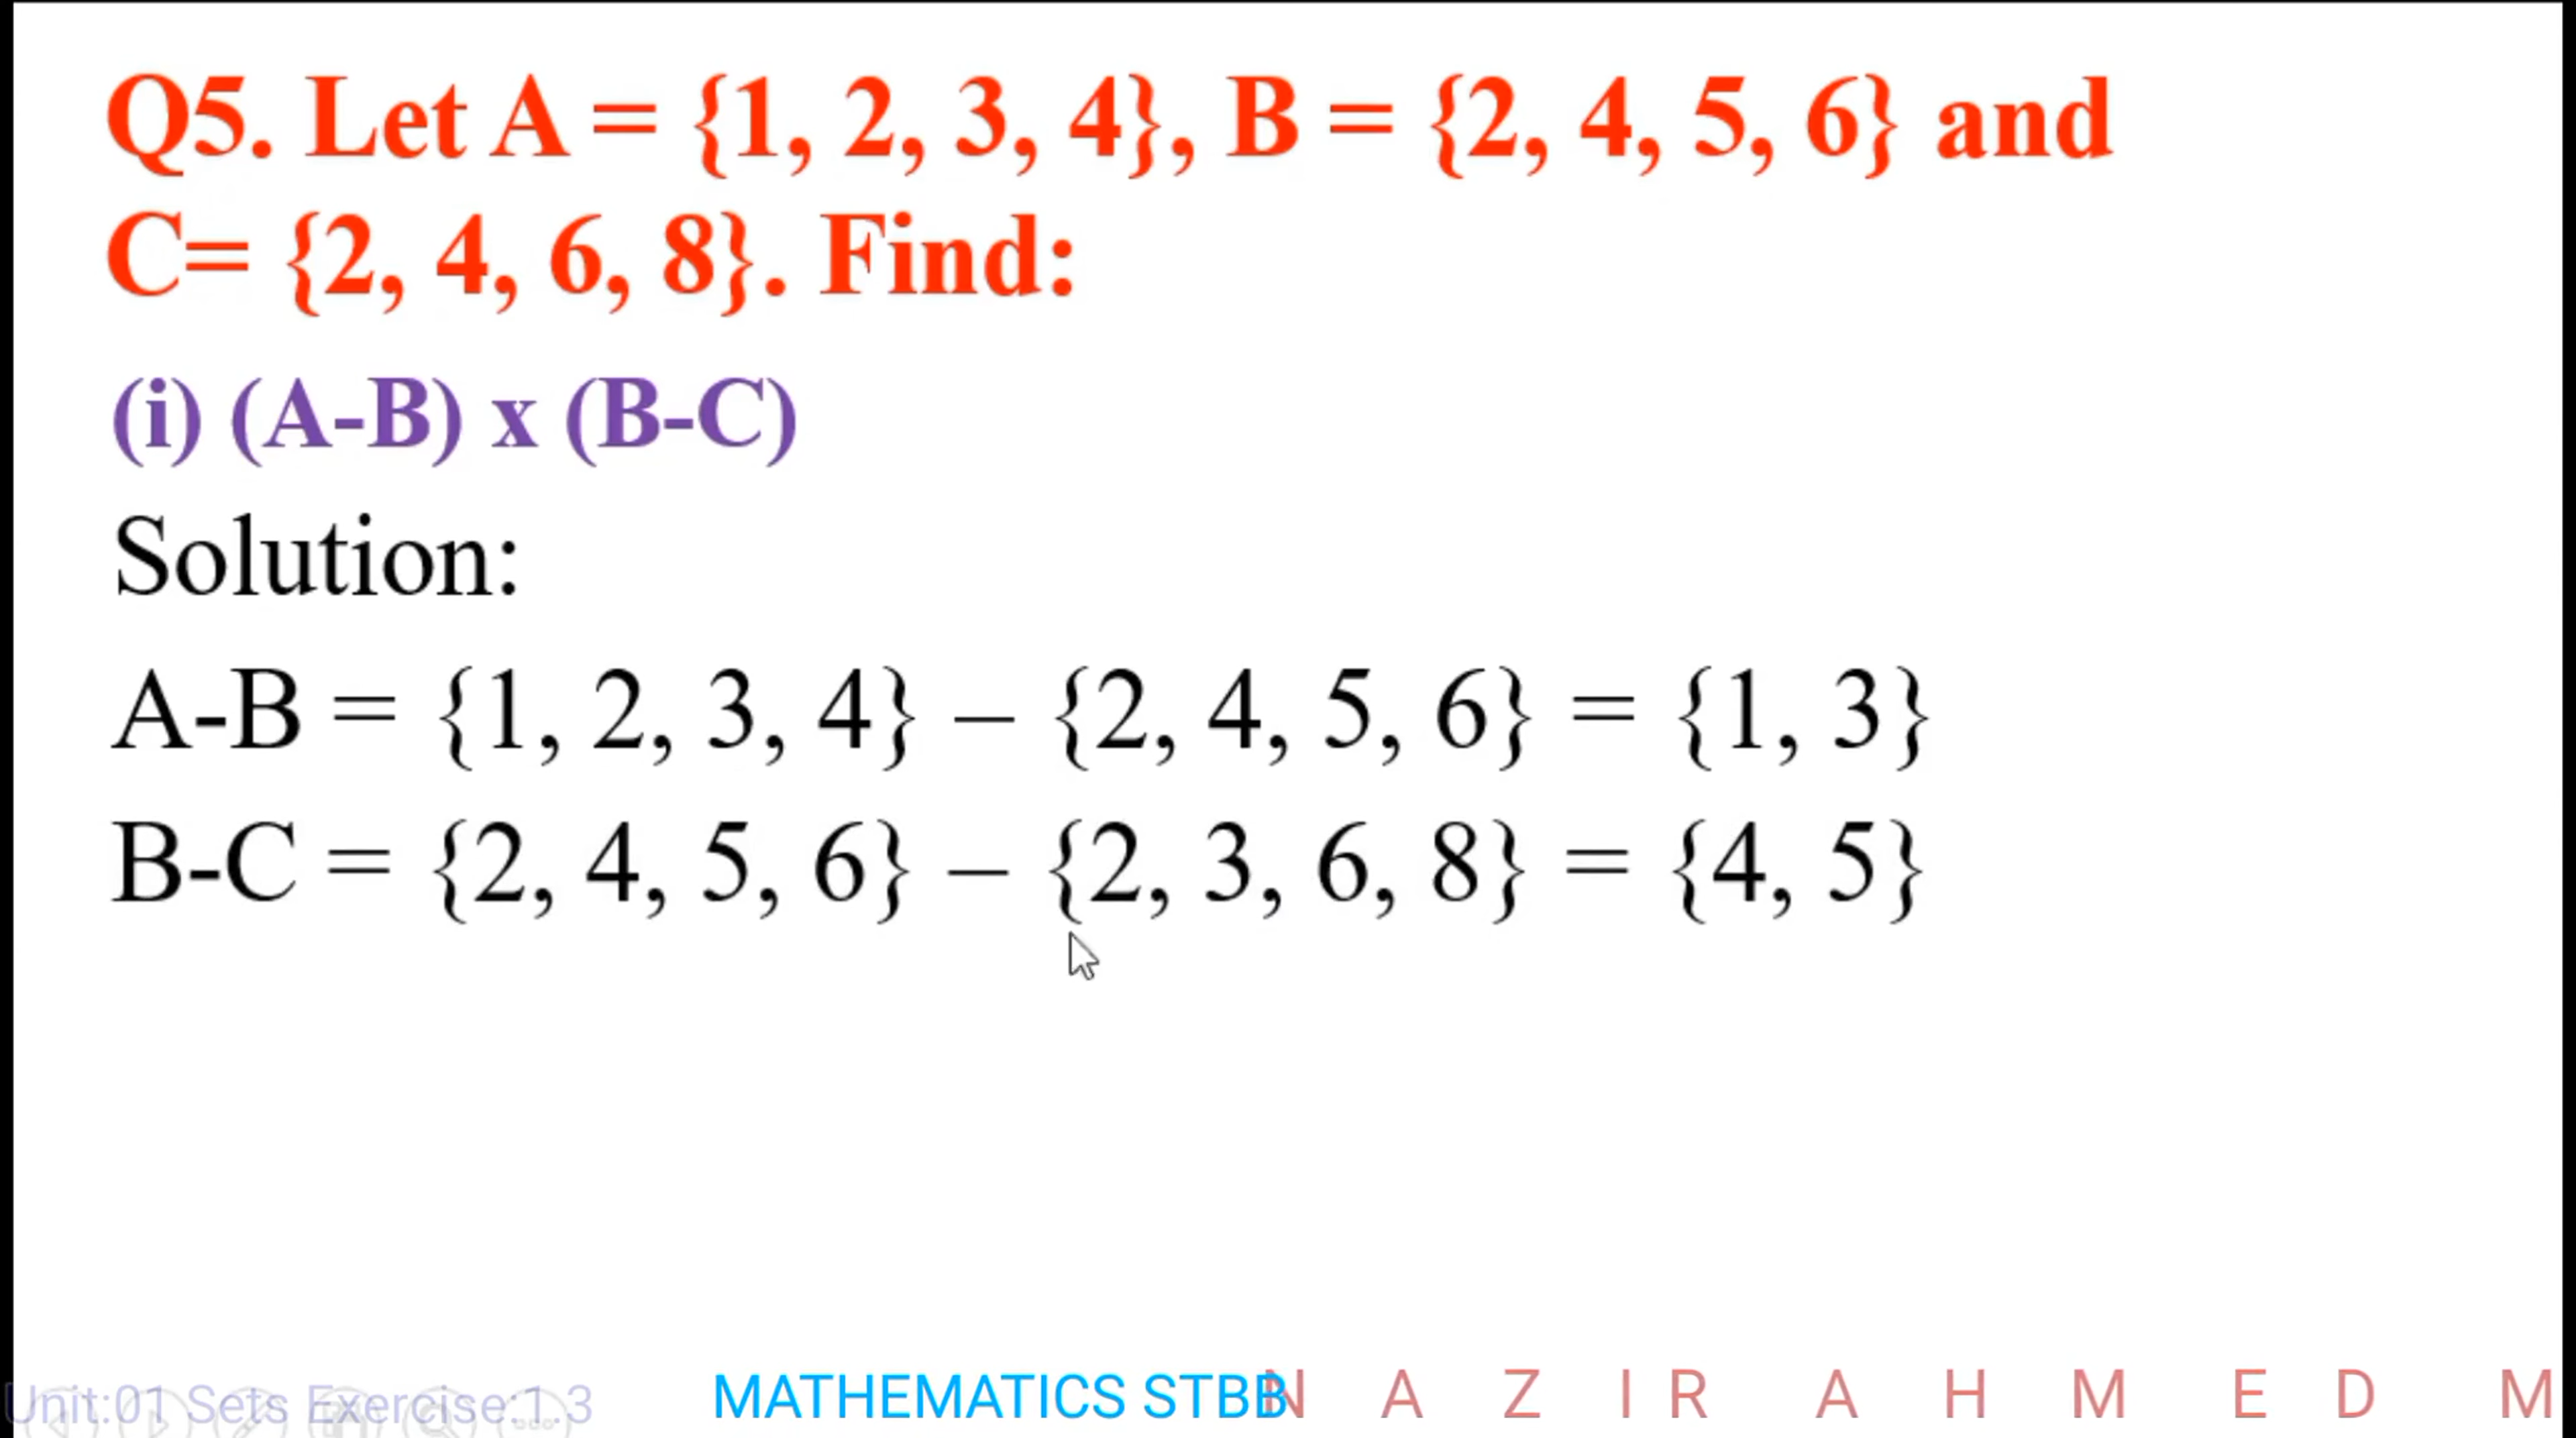 Q5. Let A = {1, 2, 3, 4}, B = {2, 4, 5, 6} and
C= {2, 4, 6, 8}. Find:
(i) (A-B) x (B-C)
Solution:
A-B = {1, 2, 3, 4} – {2, 4, 5, 6} = {1, 3}
B-C = {2, 4, 5, 6} – {2, 3, 6, 8} = {4, 5}
Unit:01 Sets Exercise:1.3 MATHEMATICS STBB N A Z I R A H M E D M